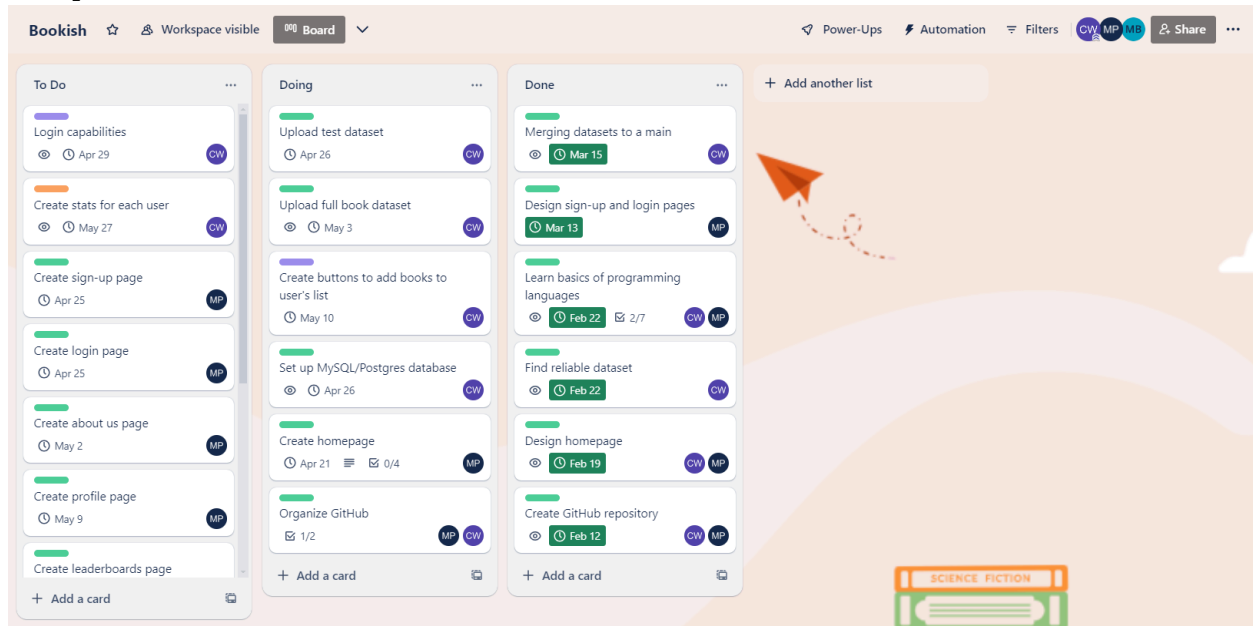 Bookish
Workspace visible
Board
Power-Ups
Automation
Filters
CW
MP
MB
Share
To Do
Login capabilities
Apr 29
CW
Create stats for each user
May 27
CW
Create sign-up page
Apr 25
MP
Create login page
Apr 25
MP
Create about us page
May 2
MP
Create profile page
May 9
MP
Create leaderboards page
+ Add a card
Doing
Upload test dataset
Apr 26
CW
Upload full book dataset
May 3
CW
Create buttons to add books to
user's list
May 10
CW
Set up MySQL/Postgres database
Apr 26
CW
Create homepage
Apr 21
0/4
MP
Organize GitHub
1/2
MP
CW
+ Add a card
Done
Merging datasets to a main
Mar 15
CW
Design sign-up and login pages
Mar 13
MP
Learn basics of programming
languages
Feb 22
2/7
CW
MP
Find reliable dataset
Feb 22
CW
Design homepage
Feb 19
CW
MP
Create GitHub repository
Feb 12
CW
MP
+ Add a card
+ Add another list
SCIENCE FICTION